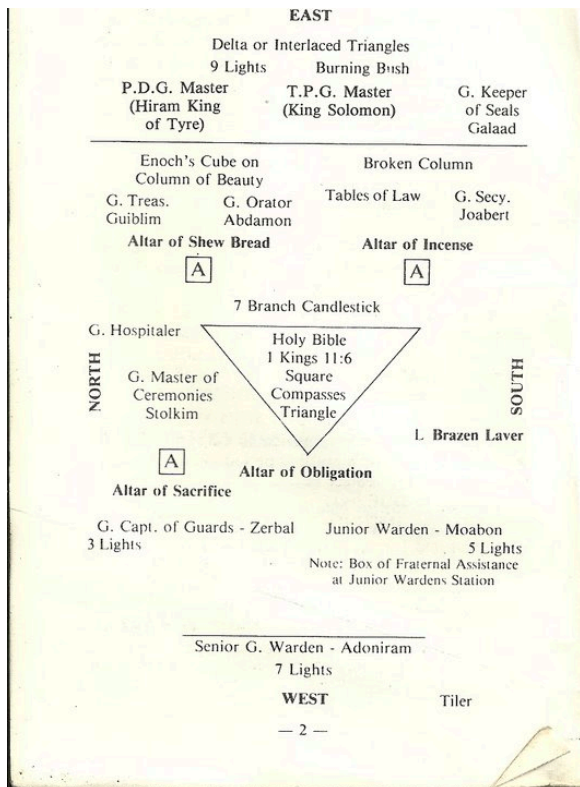 EAST
Delta or Interlaced Triangles
9 Lights Burning Bush
P.D.G. Master
(Hiram King
of Tyre)
T.P.G. Master
(King Solomon)
G. Keeper
of Seals
Galaad
Enoch's Cube on
Column of Beauty
Broken Column
G. Treas.
Guiblim
G. Orator
Abdamon
Tables of Law
G. Secy.
Joabert
Altar of Shew Bread
Altar of Incense
A
A
7 Branch Candlestick
G. Hospitaler
Holy Bible
1 Kings 11:6
Square
Compasses
Triangle
NORTH
G. Master of
Ceremonies
Stolkim
SOUTH
L Brazen Laver
A
Altar of Obligation
Altar of Sacrifice
G. Capt. of Guards - Zerbal
3 Lights
Junior Warden - Moabon
5 Lights
Note: Box of Fraternal Assistance
at Junior Wardens Station
Senior G. Warden - Adoniram
7 Lights
WEST
Tiler
— 2 —